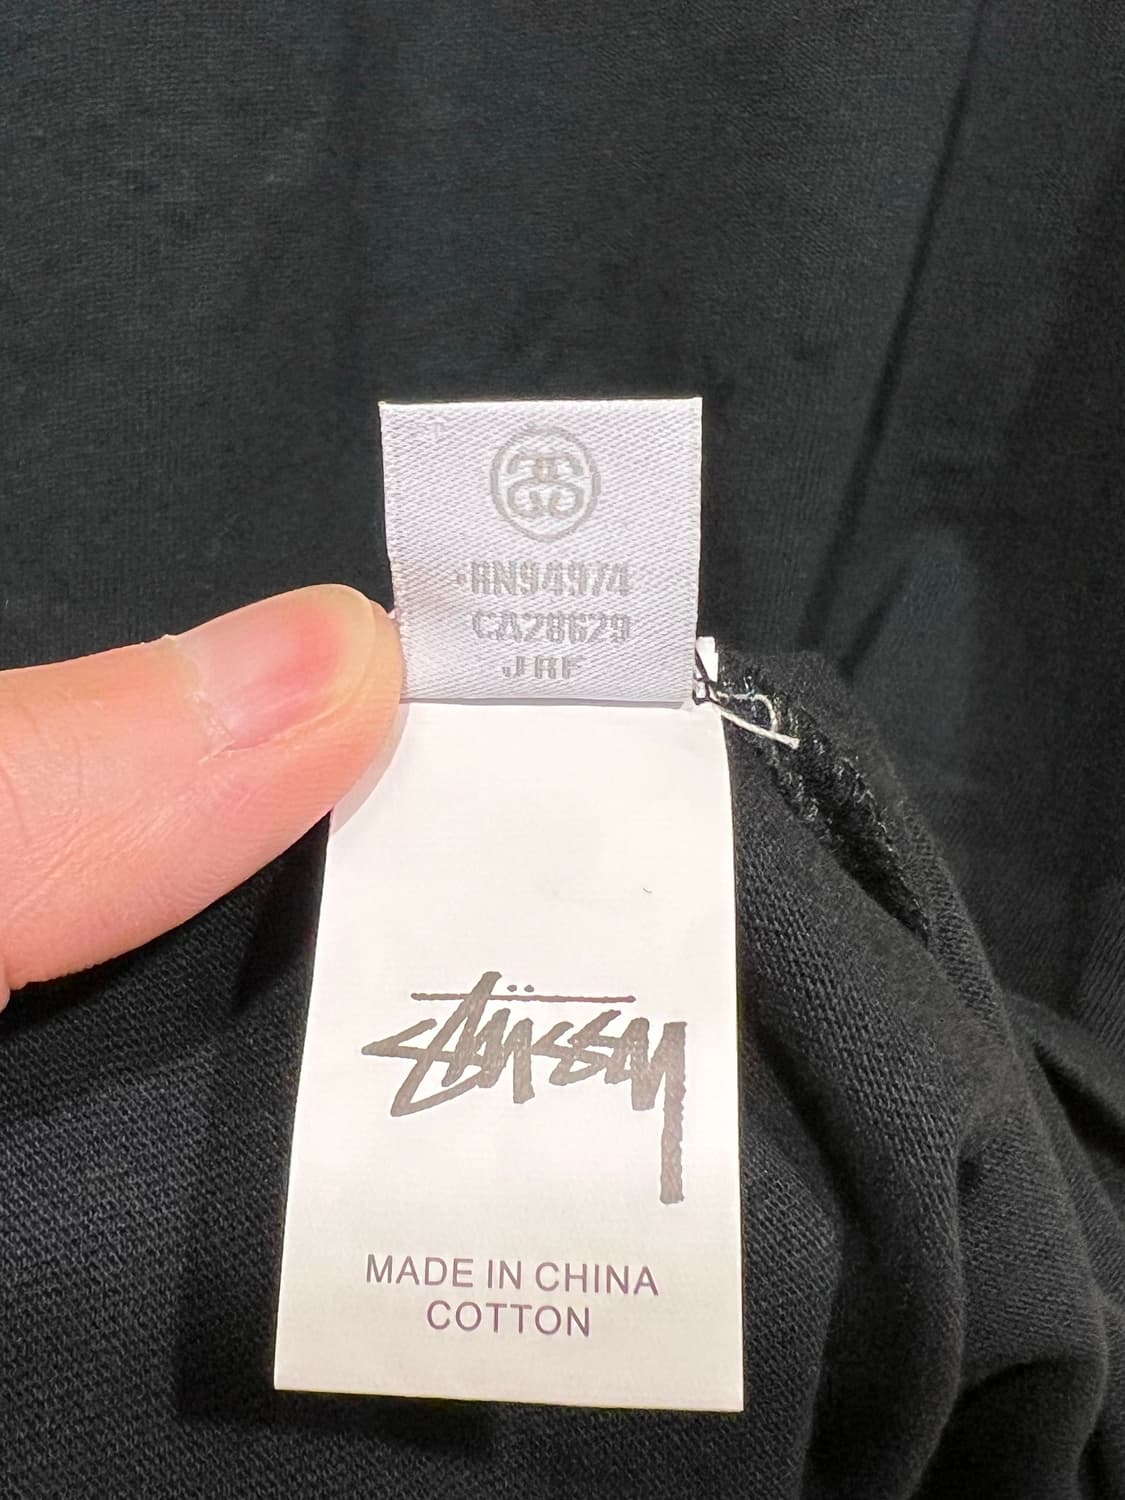 RN94974
CA28629
JRF
Stüssy
MADE IN CHINA
COTTON